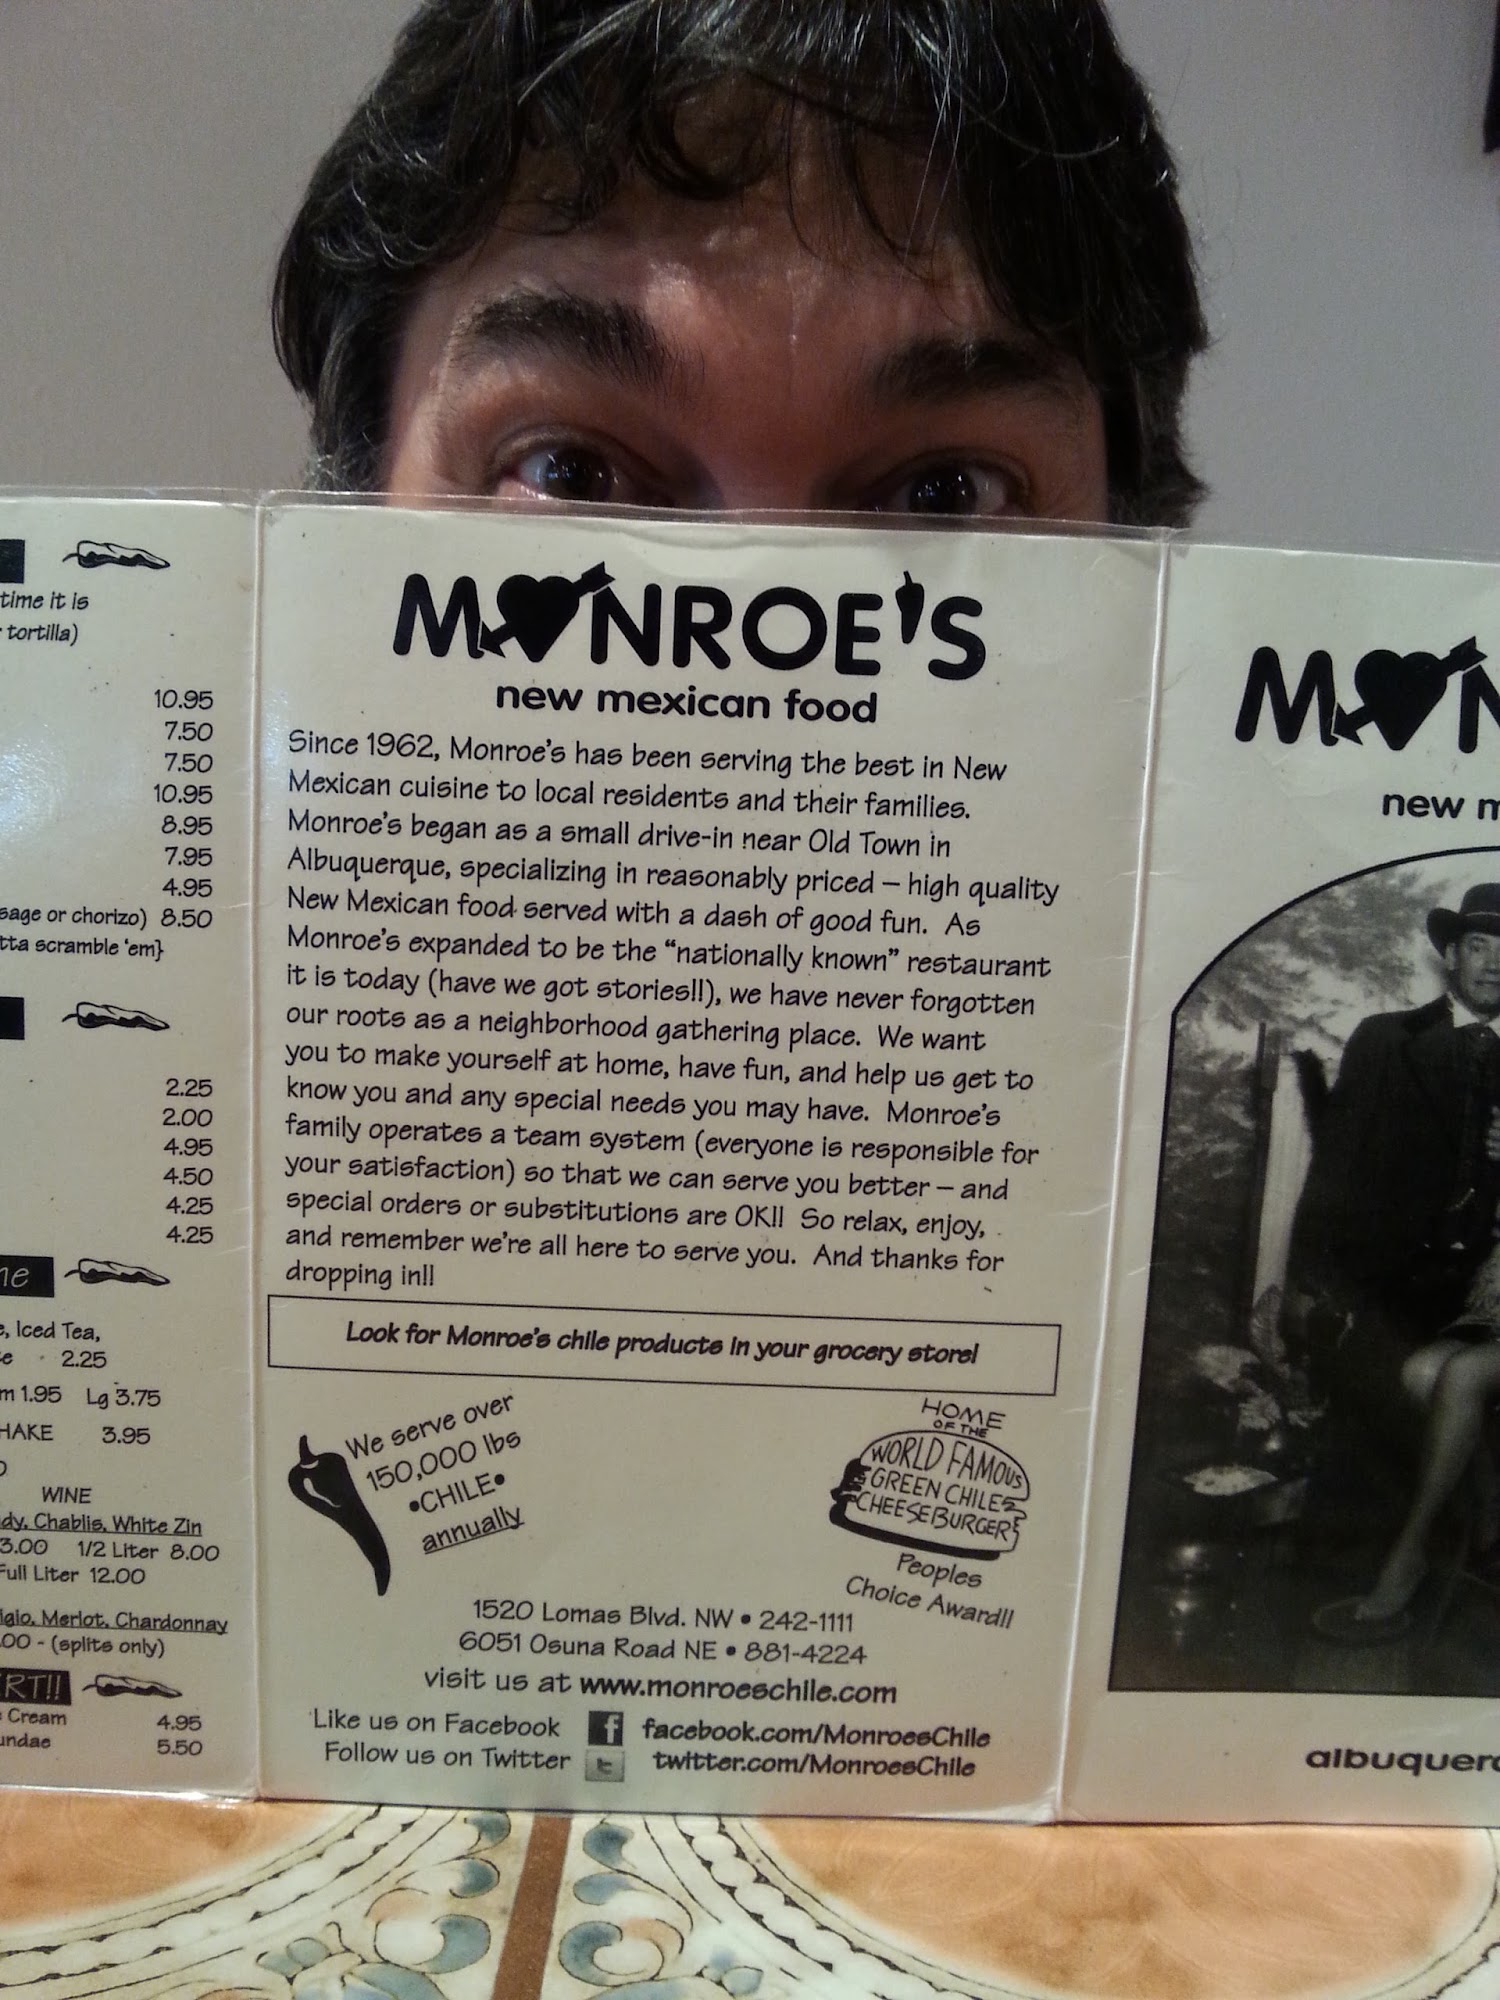 time it is
tortilla)
10.95
7.50
7.50
10.95
8.95
7.95
4.95
sage or chorizo) 8.50
tta scramble 'em}
2.25
2.00
4.95
4.50
4.25
4.25
ne
e, Iced Tea,
2.25
m 1.95 Lg 3.75
HAKE 3.95
WINE
dy, Chablis, White Zin
3.00 1/2 Liter 8.00
Full Liter 12.00
igio, Merlot, Chardonnay
.00 - (splits only)
RT!!
Cream 4.95
undae 5.50
MONROE'S
new mexican food
Since 1962, Monroe's has been serving the best in New
Mexican cuisine to local residents and their families.
Monroe's began as a small drive-in near Old Town in
Albuquerque, specializing in reasonably priced – high quality
New Mexican food served with a dash of good fun. As
Monroe's expanded to be the "nationally known" restaurant
it is today (have we got stories!!), we have never forgotten
our roots as a neighborhood gathering place. We want
you to make yourself at home, have fun, and help us get to
know you and any special needs you may have. Monroe's
family operates a team system (everyone is responsible for
your satisfaction) so that we can serve you better – and
special orders or substitutions are OK!! So relax, enjoy,
and remember we're all here to serve you. And thanks for
dropping in!!
Look for Monroe's chile products in your grocery store!
We serve over
150,000 lbs
•CHILE•
annually
HOME
OF THE
WORLD FAMOUS
GREEN CHILE
CHEESEBURGER
Peoples
Choice Award!!
1520 Lomas Blvd. NW • 242-1111
6051 Osuna Road NE • 881-4224
visit us at www.monroeschile.com
Like us on Facebook f facebook.com/MonroesChile
Follow us on Twitter t twitter.com/MonroesChile
MON
new m
albuquerq